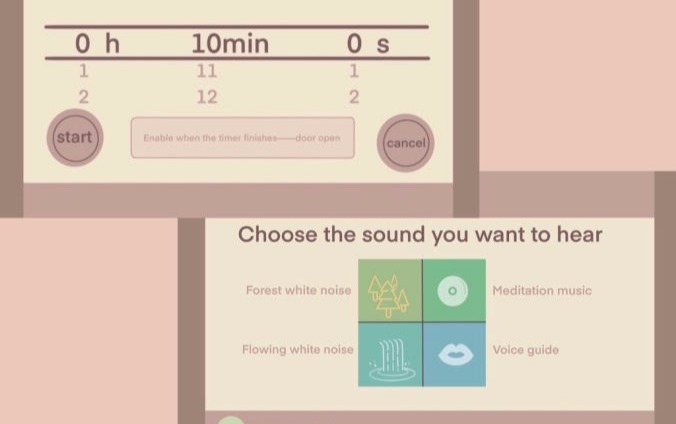 0 h 10min 0 s
1 11 1
2 12 2
start Enable when the timer finishes——door open cancel
Choose the sound you want to hear
Forest white noise Meditation music
Flowing white noise Voice guide